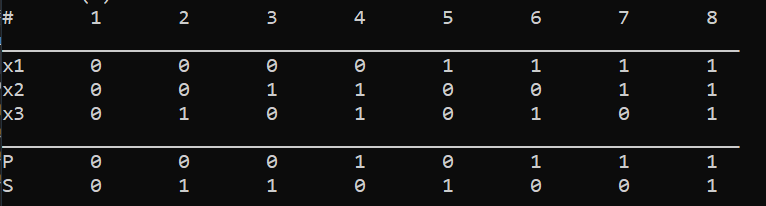 # 1 2 3 4 5 6 7 8
x1 0 0 0 0 1 1 1 1
x2 0 0 1 1 0 0 1 1
x3 0 1 0 1 0 1 0 1
P 0 0 0 1 0 1 1 1
S 0 1 1 0 1 0 0 1